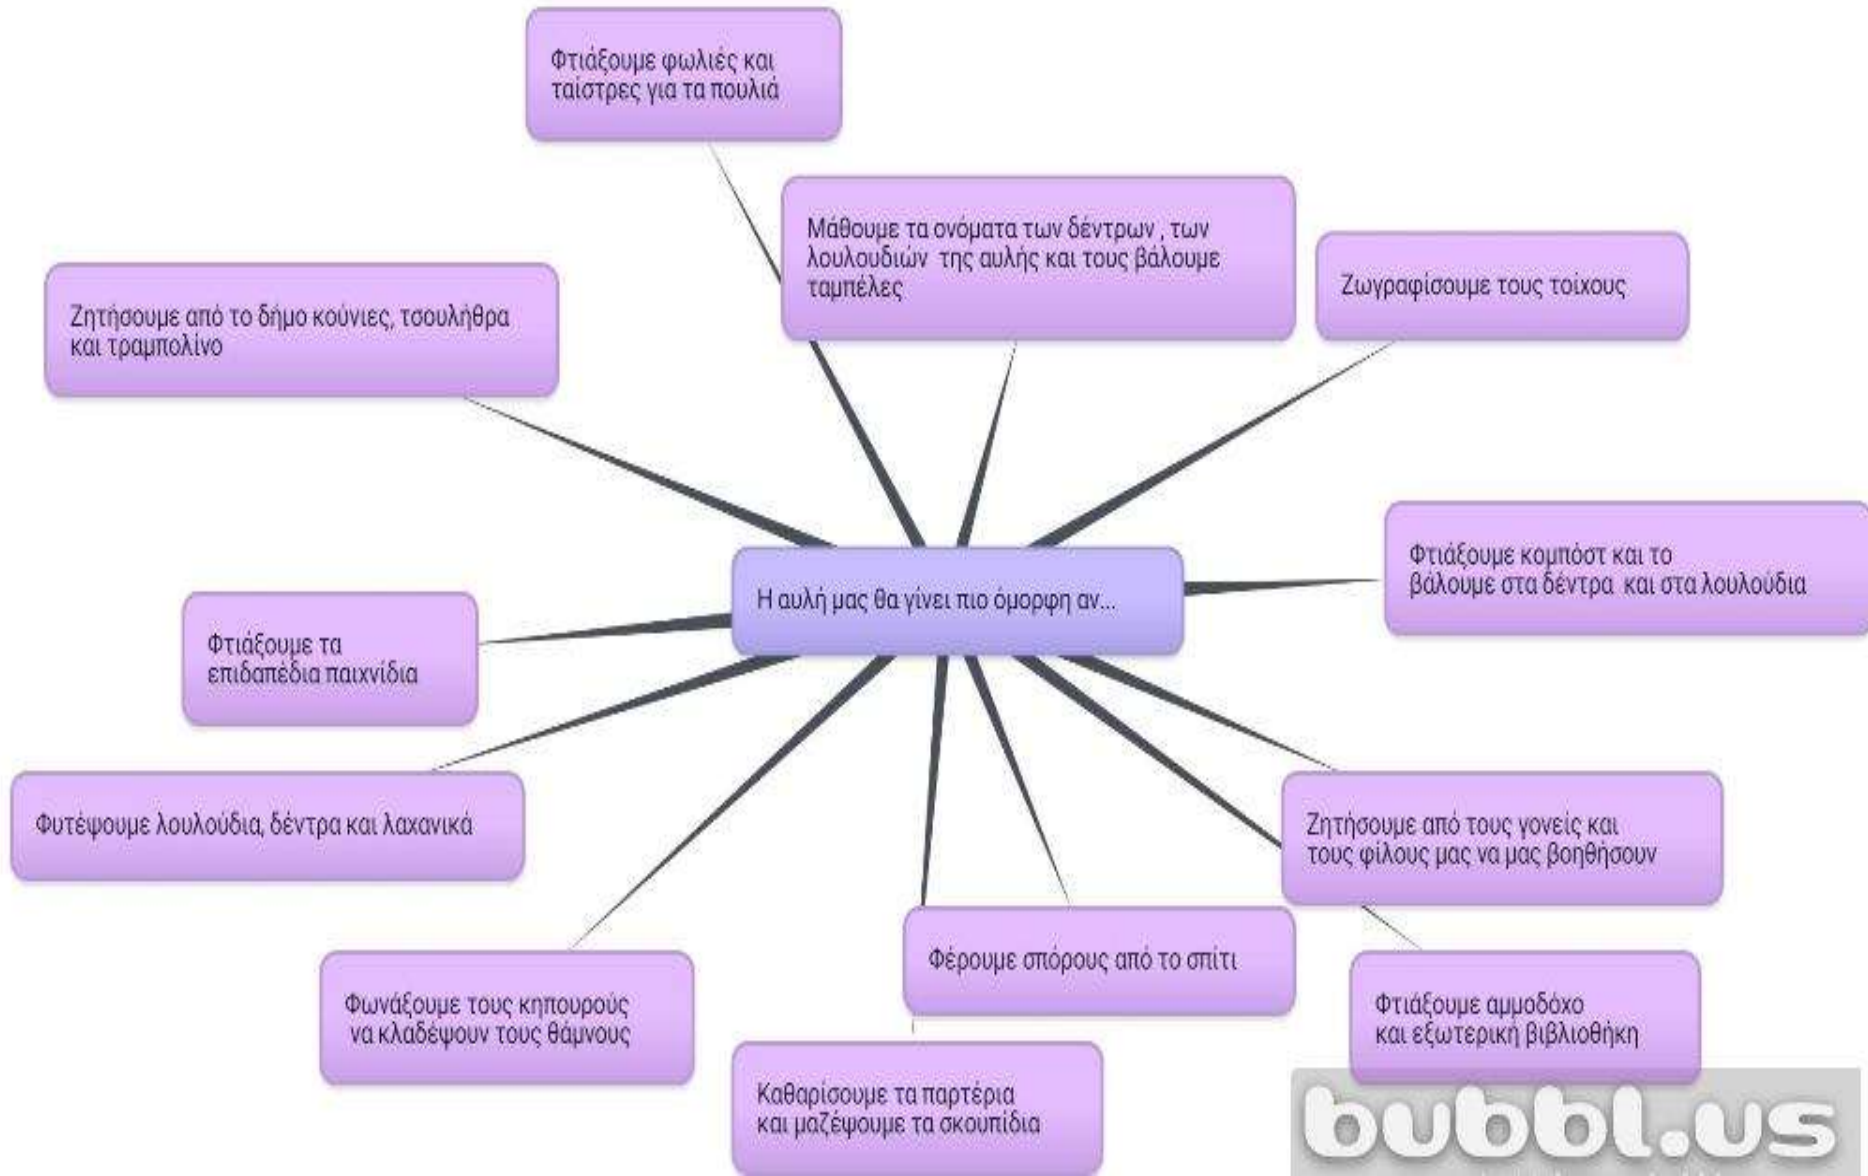 Φτιάξουμε φωλιές και
ταίστρες για τα πουλιά
Μάθουμε τα ονόματα των δέντρων , των
λουλουδιών  της αυλής και τους βάλουμε
ταμπέλες
Ζωγραφίσουμε τους τοίχους
Ζητήσουμε από το δήμο κούνιες, τσουλήθρα
και τραμπολίνο
Φτιάξουμε κομπόστ και το
βάλουμε στα δέντρα  και στα λουλούδια
Η αυλή μας θα γίνει πιο όμορφη αν...
Φτιάξουμε τα
επιδαπέδια παιχνίδια
Φυτέψουμε λουλούδια, δέντρα και λαχανικά
Ζητήσουμε από τους γονείς και
τους φίλους μας να μας βοηθήσουν
Φέρουμε σπόρους από το σπίτι
Φωνάξουμε τους κηπουρούς
να κλαδέψουν τους θάμνους
Φτιάξουμε αμμοδόχο
και εξωτερική βιβλιοθήκη
Καθαρίσουμε τα παρτέρια
και μαζέψουμε τα σκουπίδια
bubbl.us